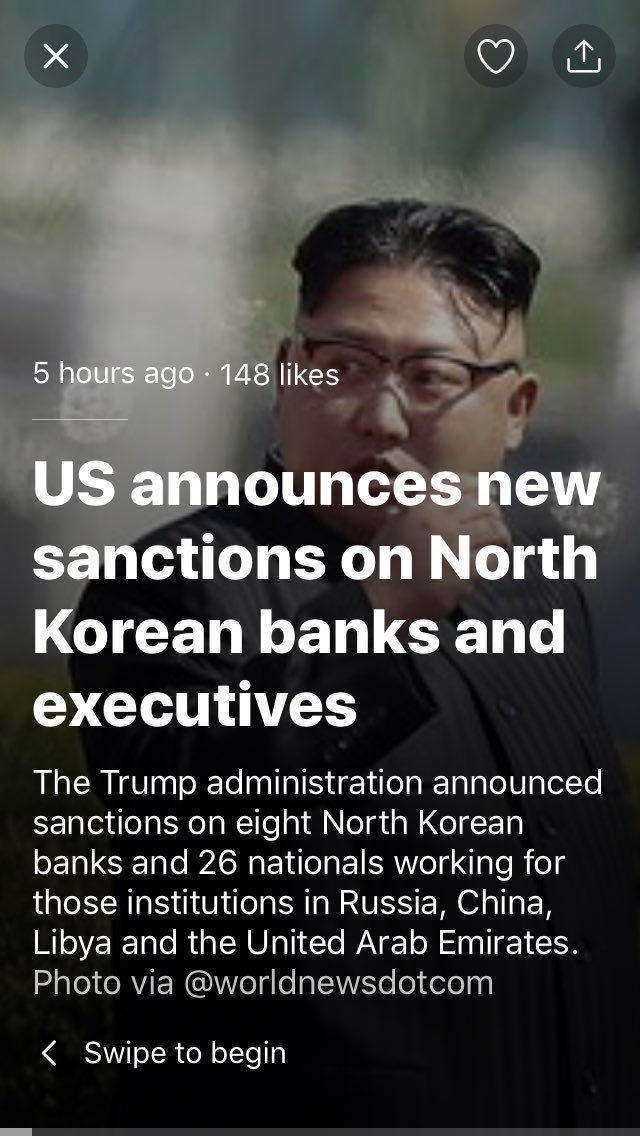 5 hours ago · 148 likes
US announces new
sanctions on North
Korean banks and
executives
The Trump administration announced
sanctions on eight North Korean
banks and 26 nationals working for
those institutions in Russia, China,
Libya and the United Arab Emirates.
Photo via @worldnewsdotcom
Swipe to begin